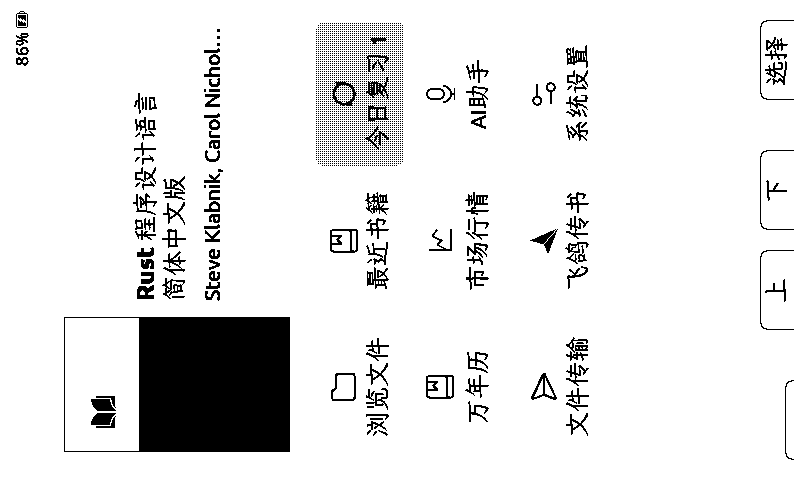 86%
Rust 程序设计语言
简体中文版
Steve Klabnik, Carol Nichol...
浏览文件
最近书籍
今日复习 1
万年历
市场行情
AI助手
文件传输
飞鸽传书
系统设置
上
下
选择